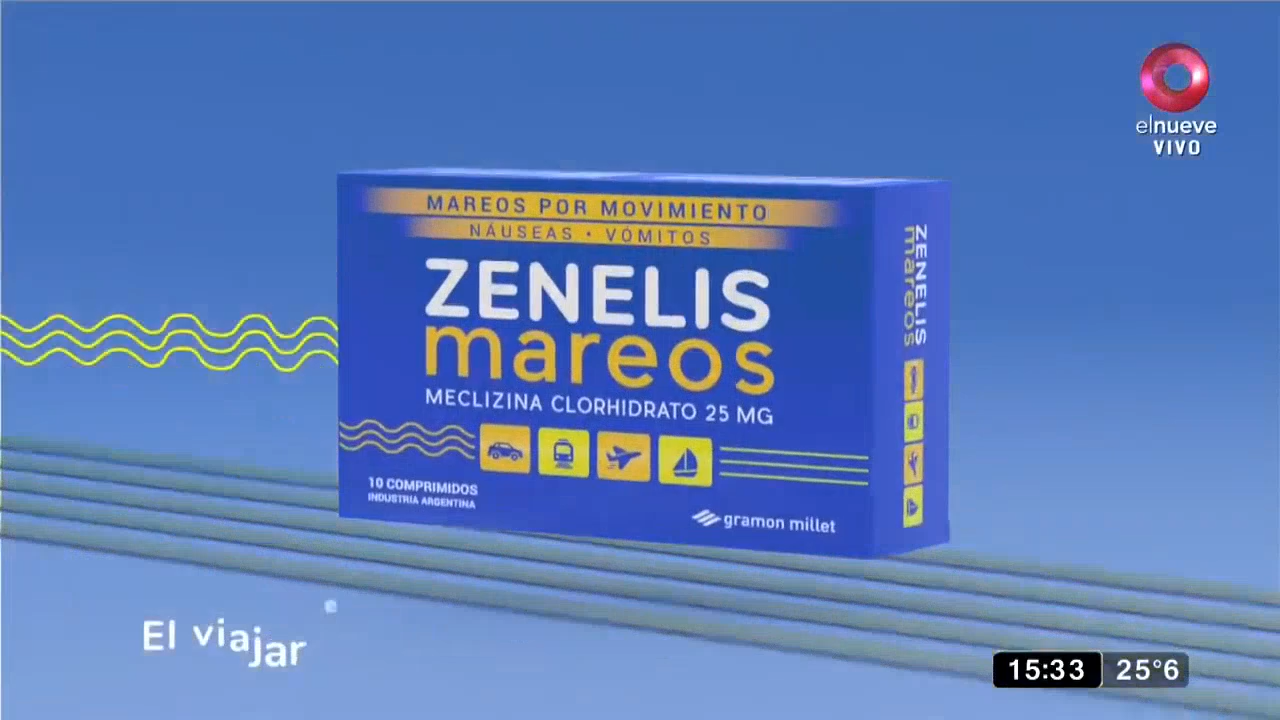 elnueve
VIVO
MAREOS POR MOVIMIENTO
NÁUSEAS • VÓMITOS
ZENELIS
mareos
MECLIZINA CLORHIDRATO 25 MG
10 COMPRIMIDOS
INDUSTRIA ARGENTINA
gramon millet
ZENELIS
mareos
El viajar
15:33 25°6